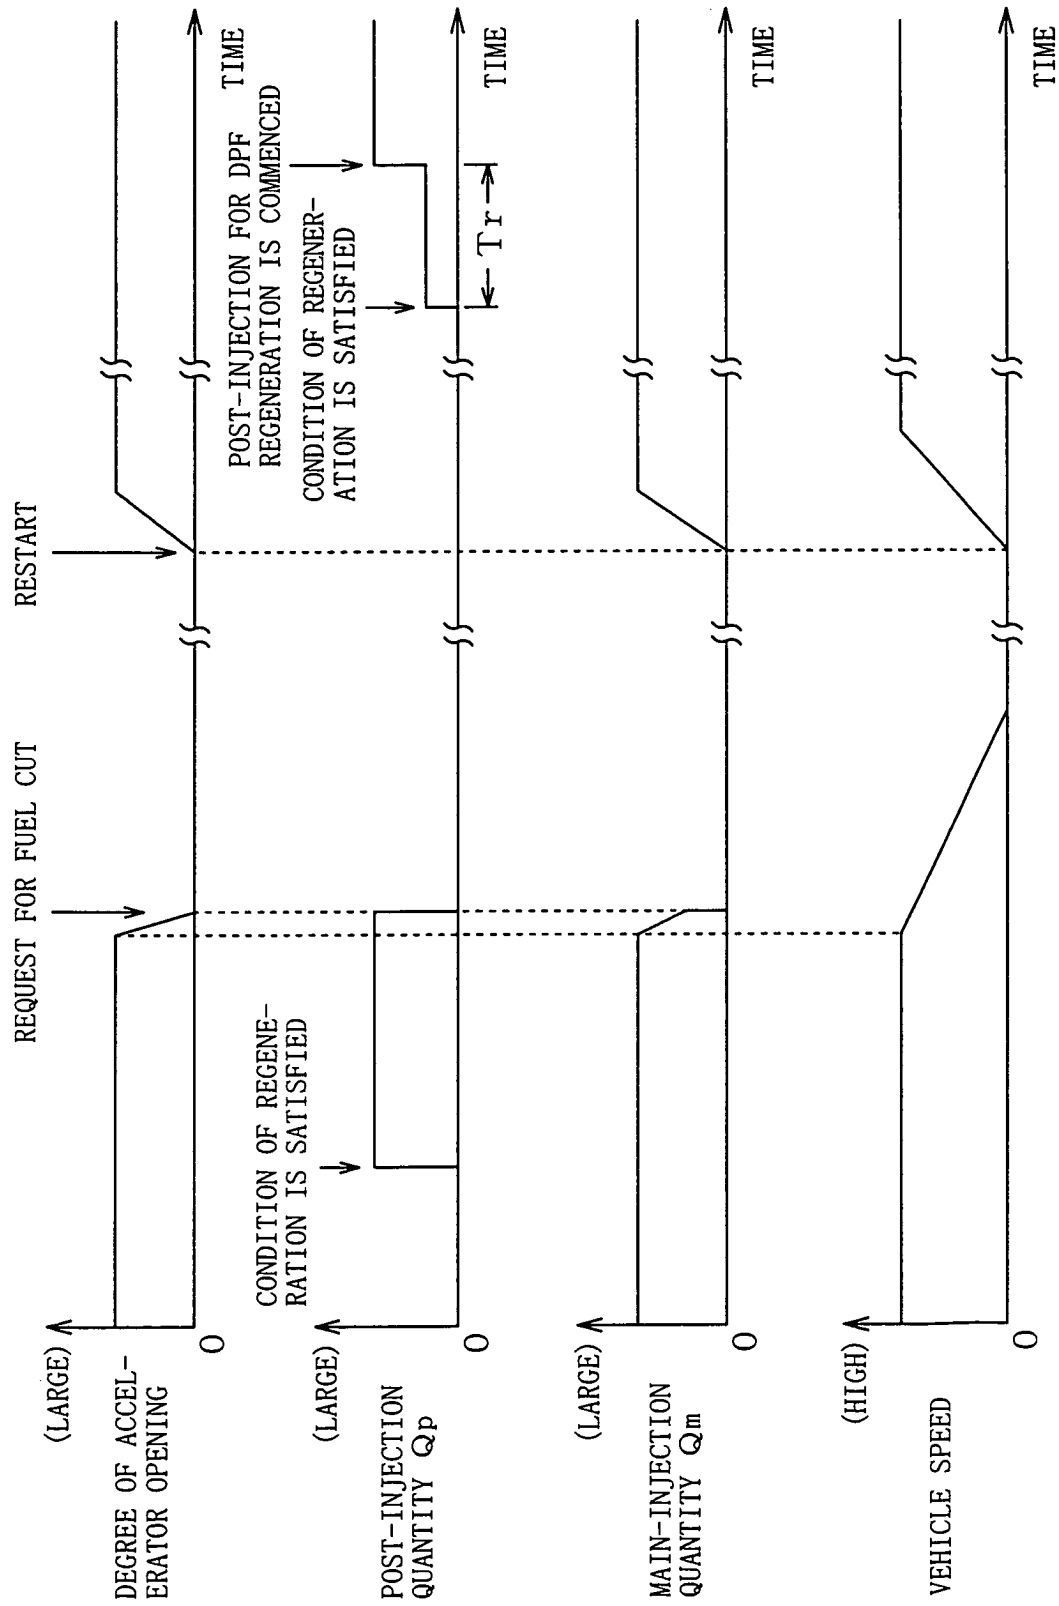 REQUEST FOR FUEL CUT
RESTART
(LARGE)
DEGREE OF ACCEL-
ERATOR OPENING
0
TIME
POST-INJECTION FOR DPF
REGENERATION IS COMMENCED
CONDITION OF REGENE-
RATION IS SATISFIED
CONDITION OF REGENER-
ATION IS SATISFIED
(LARGE)
POST-INJECTION
QUANTITY Qp
0
Tr
TIME
(LARGE)
MAIN-INJECTION
QUANTITY Qm
0
TIME
(HIGH)
VEHICLE SPEED
0
TIME